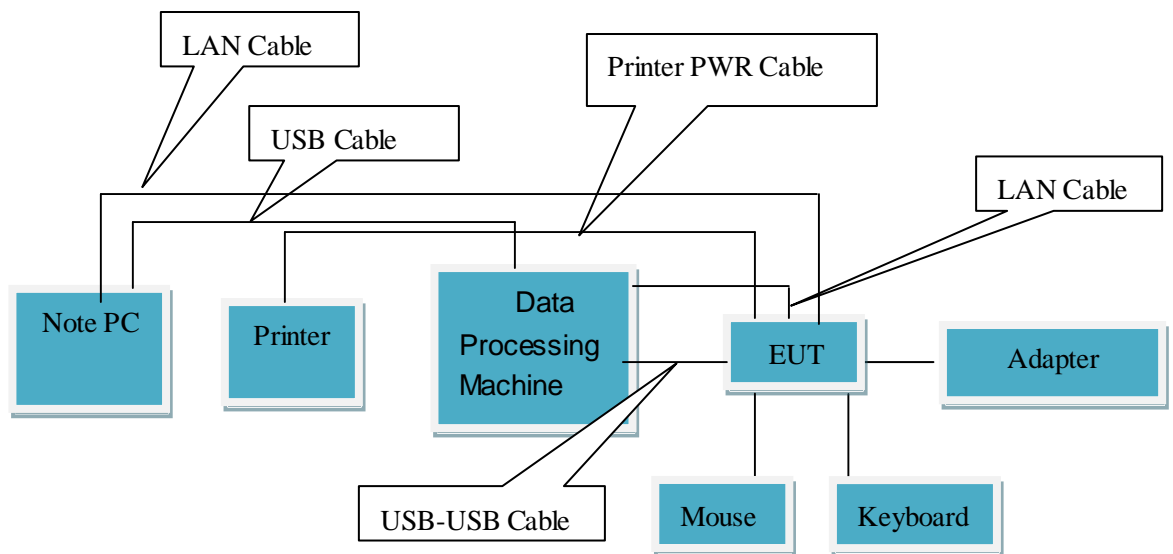 LAN Cable
Printer PWR Cable
USB Cable
LAN Cable
Note PC
Printer
Data
Processing
Machine
EUT
Adapter
USB-USB Cable
Mouse
Keyboard